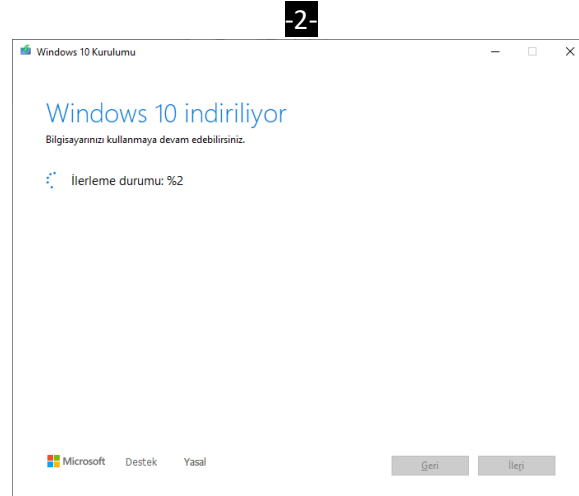 -2-
Windows 10 Kurulumu
Windows 10 indiriliyor
Bilgisayarınızı kullanmaya devam edebilirsiniz.
İlerleme durumu: %2
Microsoft Destek Yasal Geri İleri